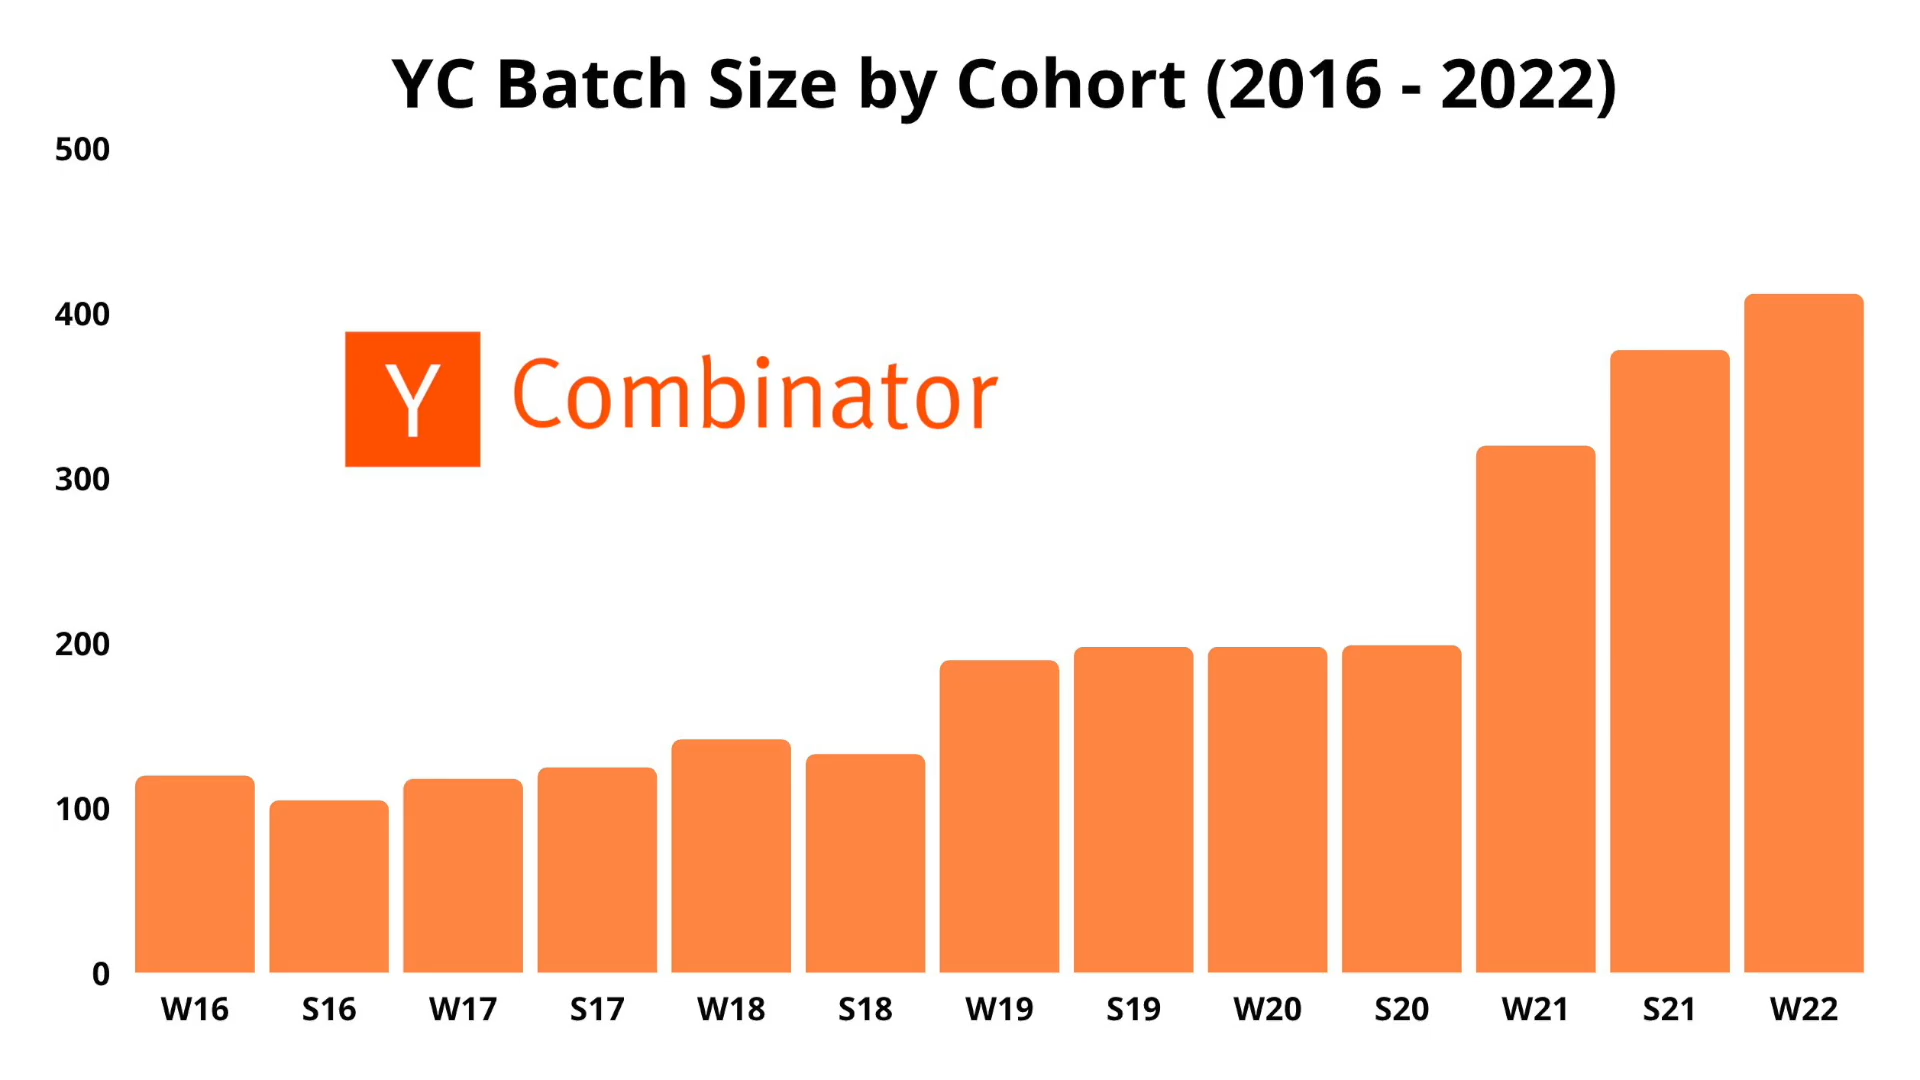 YC Batch Size by Cohort (2016 - 2022)
500
400
Y Combinator
300
200
100
0
W16 S16 W17 S17 W18 S18 W19 S19 W20 S20 W21 S21 W22